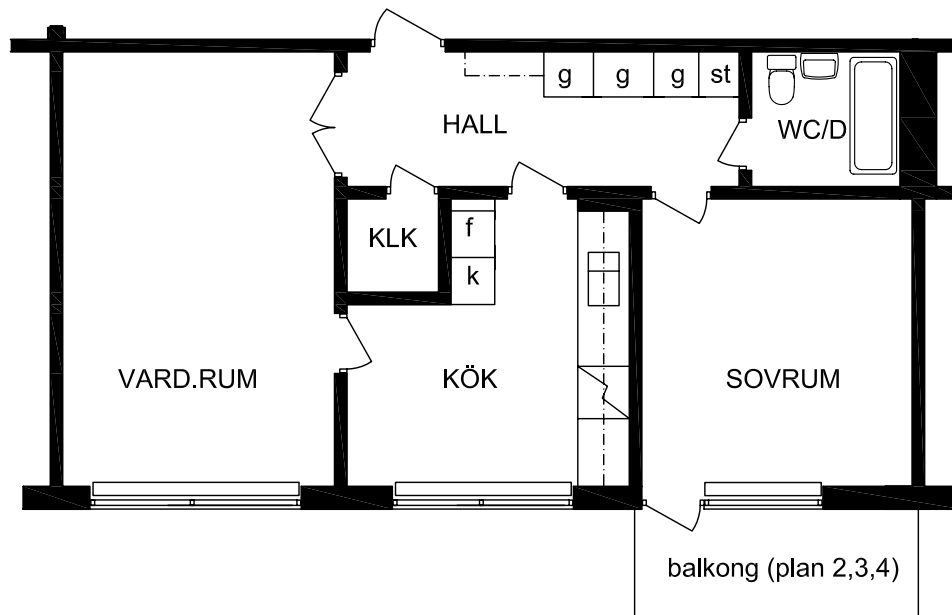 g g g st
HALL
WC/D
KLK
f
k
VARD.RUM
KÖK
SOVRUM
balkong (plan 2,3,4)